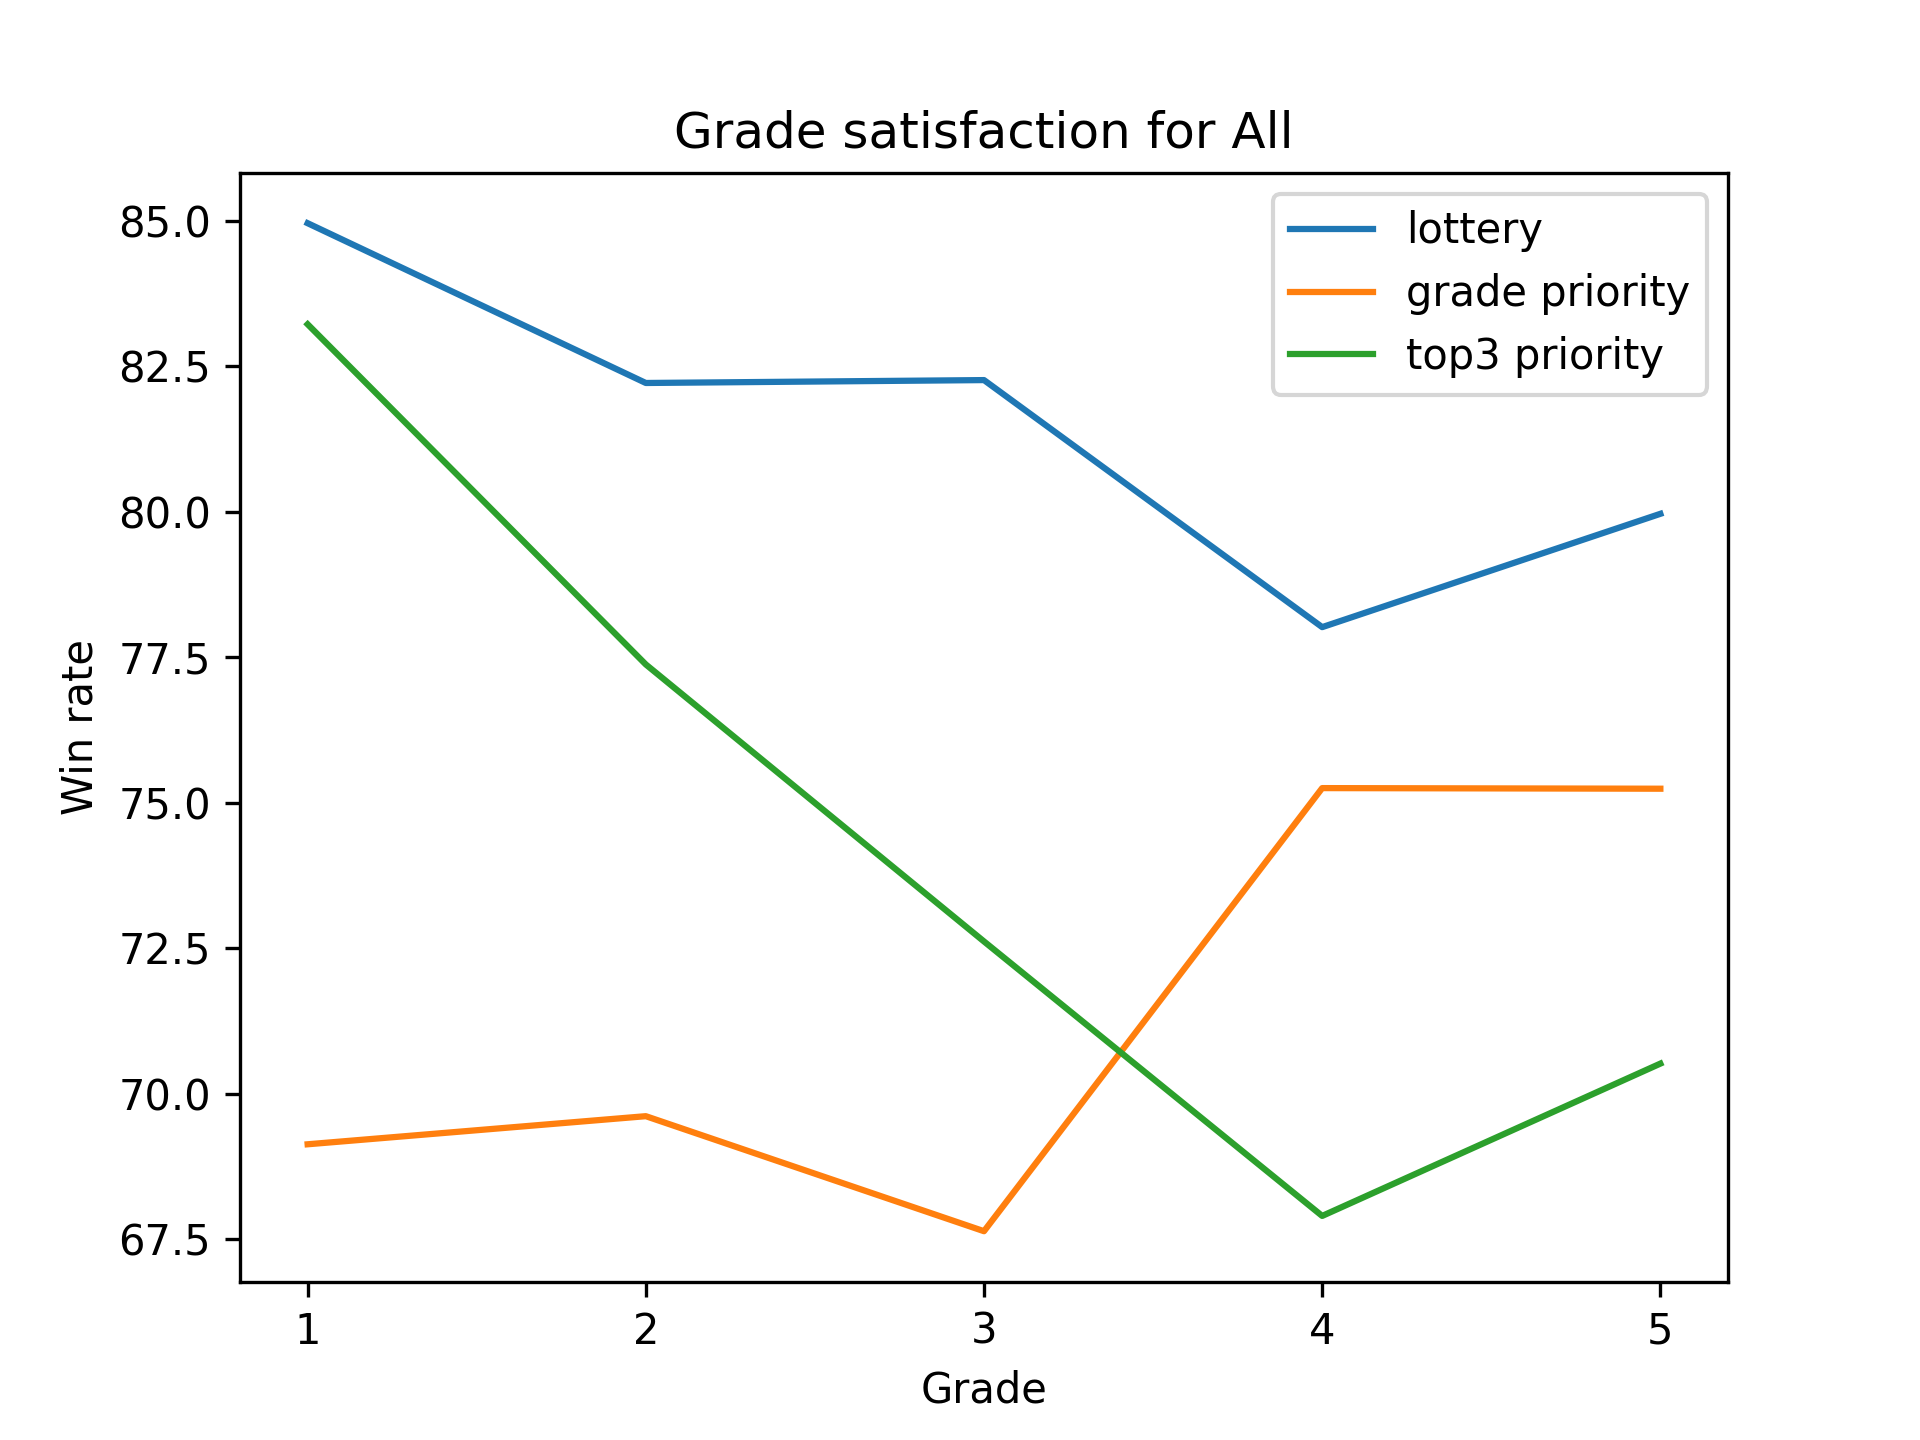 Grade satisfaction for All
85.0
82.5
80.0
77.5
75.0
72.5
70.0
67.5
Win rate
lottery
grade priority
top3 priority
1 2 3 4 5
Grade